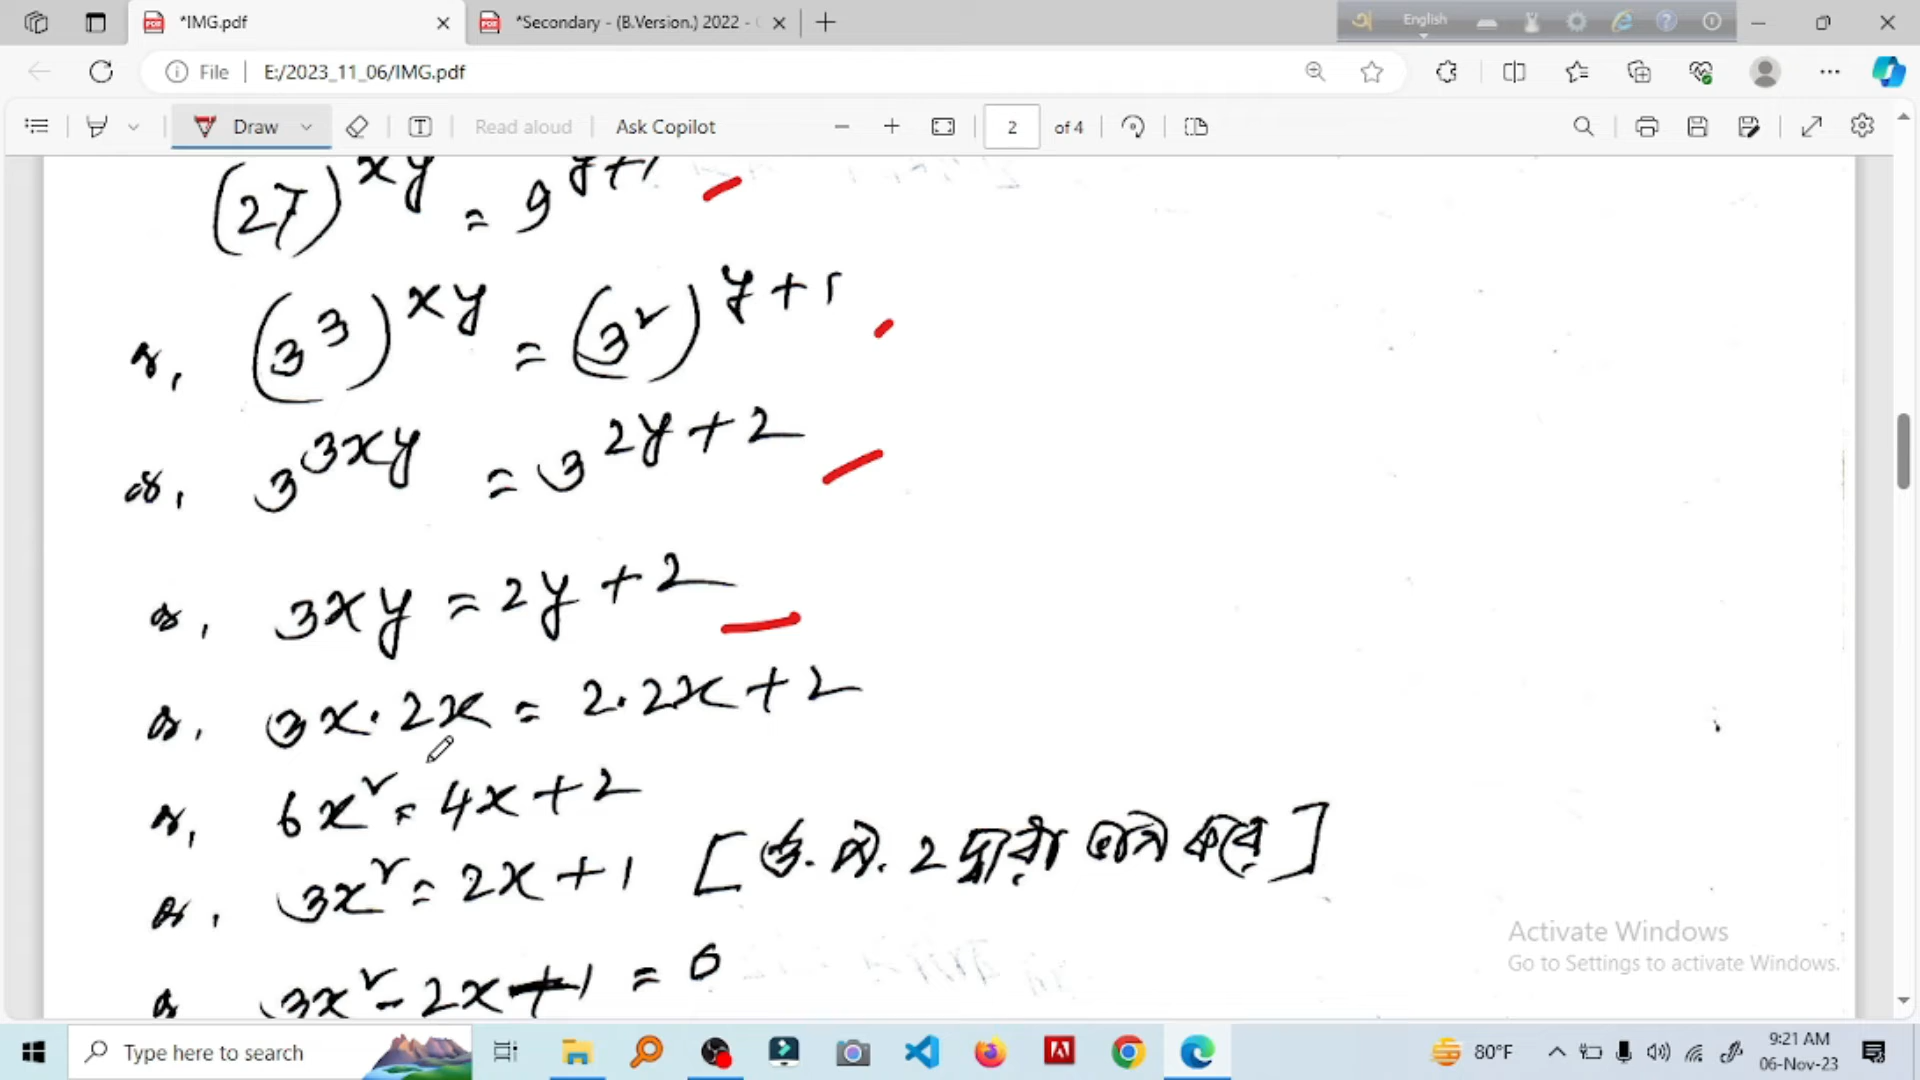 *IMG.pdf
*Secondary - (B.Version.) 2022 -
English
File E:/2023_11_06/IMG.pdf
Draw Read aloud Ask Copilot 2 of 4
(27)^xy = 9^y+1
বা, (3³)^xy = (3²)^y+1
বা, 3^3xy = 3^2y+2
বা, 3xy = 2y + 2
বা, 3x·2x = 2·2x + 2
বা, 6x² = 4x + 2
বা, 3x² = 2x + 1 [উ. প. 2 দ্বারা ভাগ করে]
বা 3x² - 2x - 1 = 0
Activate Windows
Go to Settings to activate Windows.
Type here to search
80°F
9:21 AM
06-Nov-23